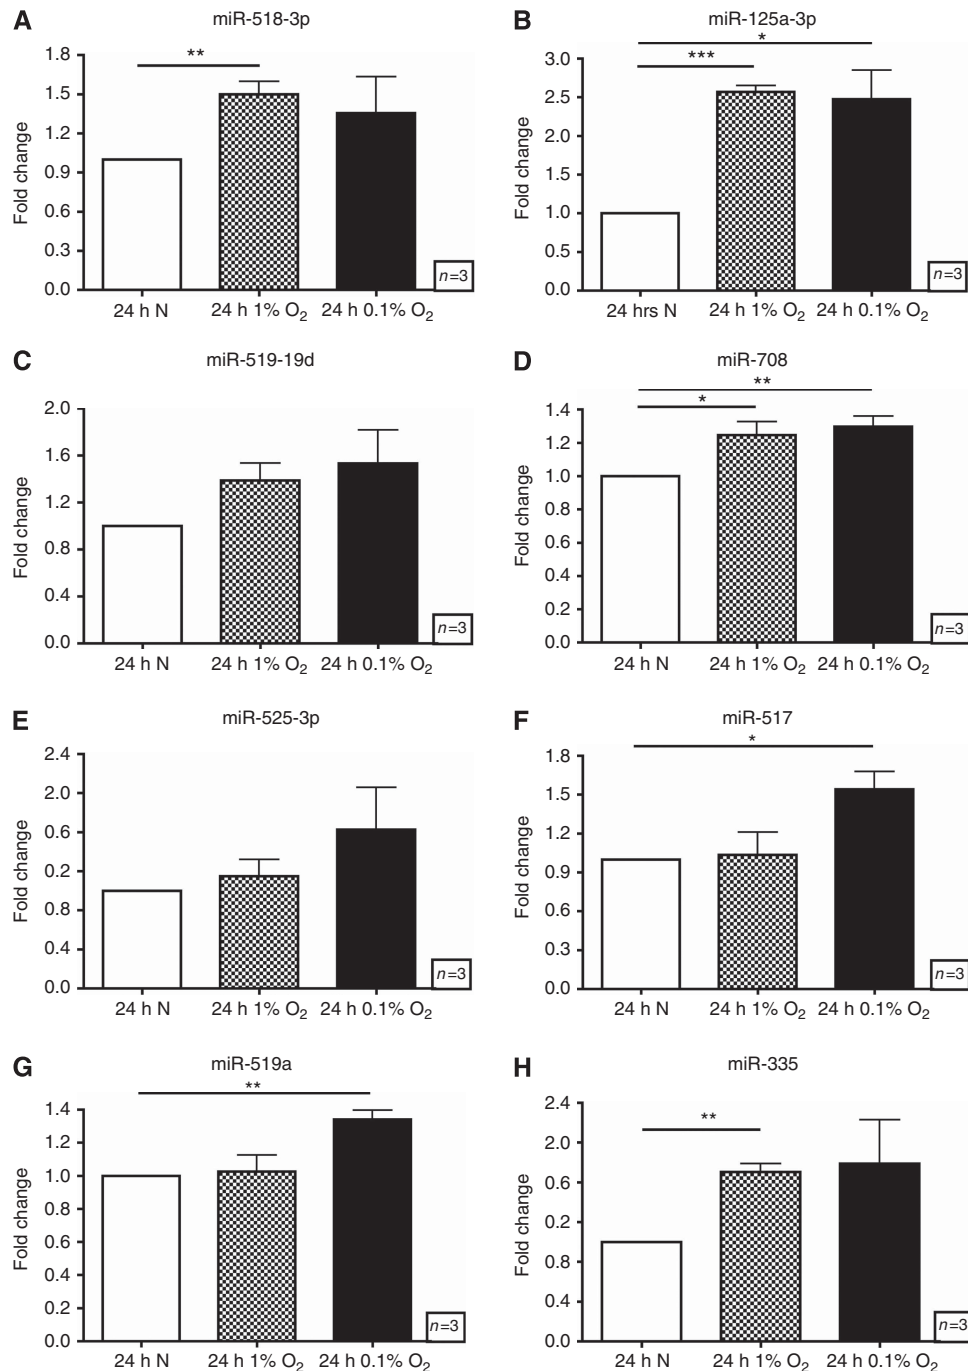 A
miR-518-3p
**
Fold change
1.8
1.5
1.2
0.9
0.6
0.3
0.0
n=3
24 h N
24 h 1% O2
24 h 0.1% O2
B
miR-125a-3p
*
***
Fold change
3.0
2.5
2.0
1.5
1.0
0.5
0.0
n=3
24 hrs N
24 h 1% O2
24 h 0.1% O2
C
miR-519-19d
Fold change
2.0
1.6
1.2
0.8
0.4
0.0
n=3
24 h N
24 h 1% O2
24 h 0.1% O2
D
miR-708
**
*
Fold change
1.4
1.2
1.0
0.8
0.6
0.4
0.2
0.0
n=3
24 h N
24 h 1% O2
24 h 0.1% O2
E
miR-525-3p
Fold change
2.4
2.0
0.6
0.2
0.8
0.4
0.0
n=3
24 h N
24 h 1% O2
24 h 0.1% O2
F
miR-517
*
Fold change
1.8
1.5
1.2
0.9
0.6
0.3
0.0
n=3
24 h N
24 h 1% O2
24 h 0.1% O2
G
miR-519a
**
Fold change
1.4
1.2
1.0
0.8
0.6
0.4
0.2
0.0
n=3
24 h N
24 h 1% O2
24 h 0.1% O2
H
miR-335
**
Fold change
2.4
2.0
0.6
0.2
0.8
0.4
0.0
n=3
24 h N
24 h 1% O2
24 h 0.1% O2